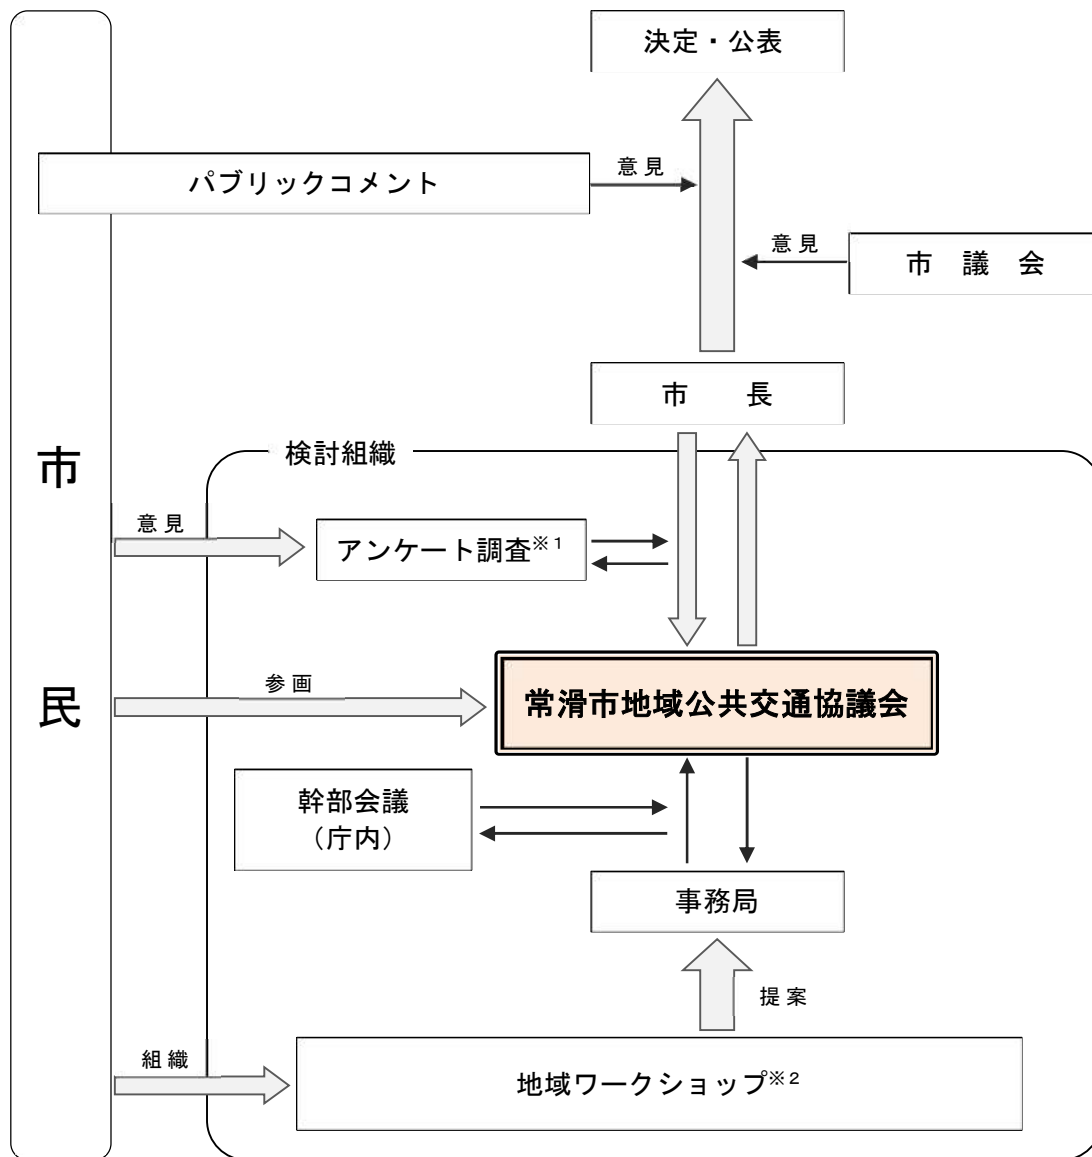 決定・公表
パブリックコメント
意見
意見
市 議 会
市 長
市民
検討組織
意見
アンケート調査※1
参画
常滑市地域公共交通協議会
幹部会議
（庁内）
事務局
提案
組織
地域ワークショップ※2